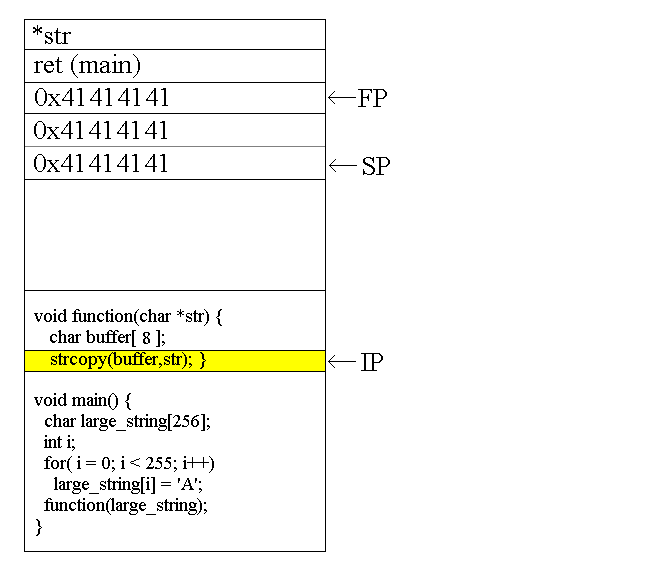 *str
ret (main)
0x41414141 ←FP
0x41414141
0x41414141 ←SP
void function(char *str) {
char buffer[ 8 ];
strcopy(buffer,str); } ←IP
void main() {
char large_string[256];
int i;
for( i = 0; i < 255; i++)
large_string[i] = 'A';
function(large_string);
}